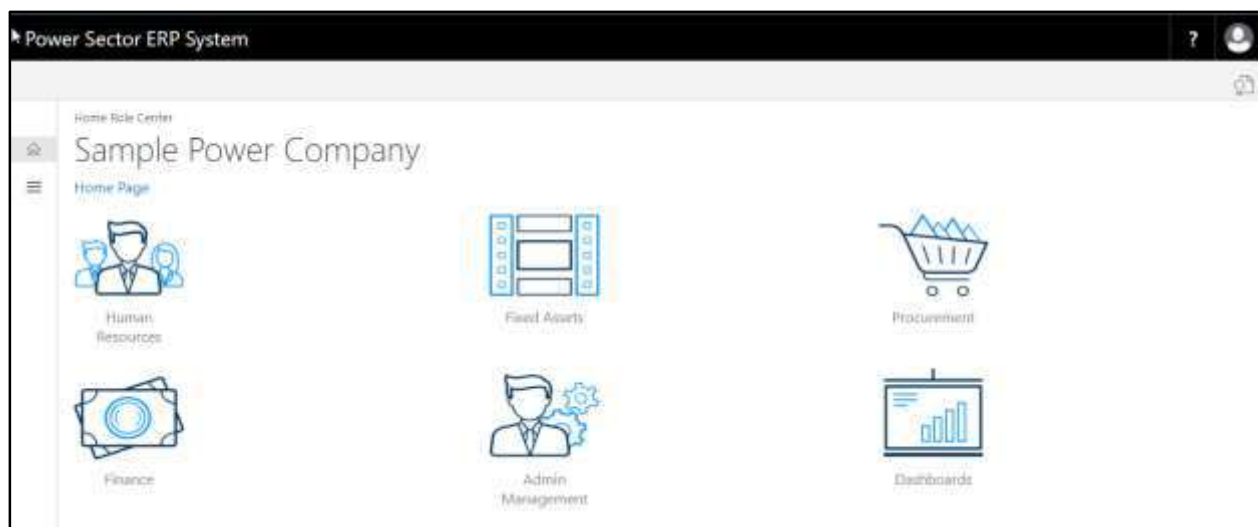 Power Sector ERP System
?
Home Role Center
Sample Power Company
Home Page
Human
Resources
Fixed Assets
Procurement
Finance
Admin
Management
Dashboards